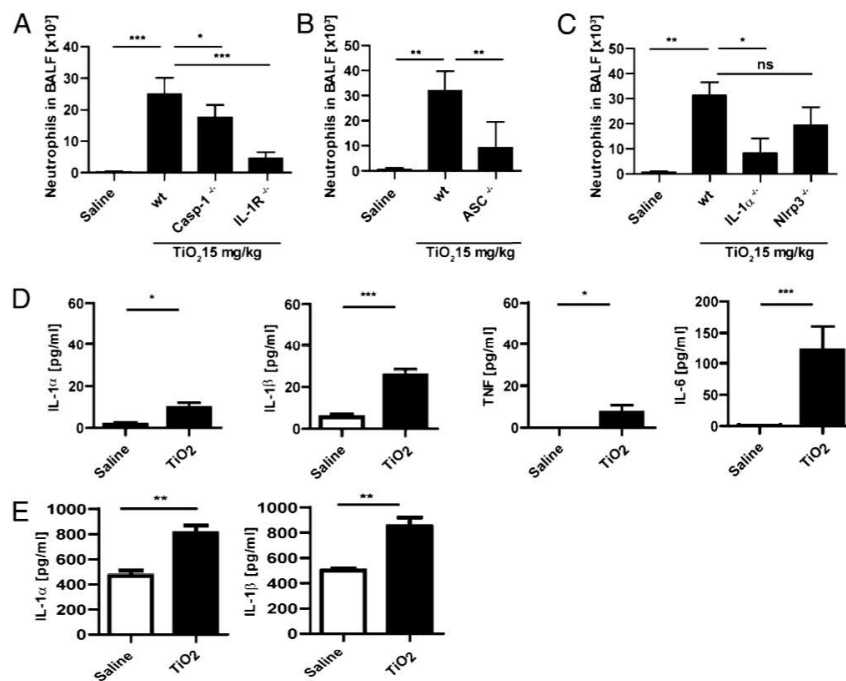 A
Neutrophils in BALF [x10³]
40
30
20
10
0
***
*
***
Saline
wt
Casp-1 -/-
IL-1R -/-
TiO₂15 mg/kg
B
Neutrophils in BALF [x10³]
50
40
30
20
10
0
**
**
Saline
wt
ASC -/-
TiO₂15 mg/kg
C
Neutrophils in BALF [x10³]
50
40
30
20
10
0
**
*
ns
Saline
wt
IL-1α -/-
Nlrp3 -/-
TiO₂15 mg/kg
D
IL-1α [pg/ml]
60
40
20
0
*
Saline
TiO2
IL-1β [pg/ml]
60
40
20
0
***
Saline
TiO2
TNF [pg/ml]
60
40
20
0
*
Saline
TiO2
IL-6 [pg/ml]
200
150
100
50
0
***
Saline
TiO2
E
IL-1α [pg/ml]
1000
800
600
400
200
0
**
Saline
TiO2
IL-1β [pg/ml]
1000
800
600
400
200
0
**
Saline
TiO2